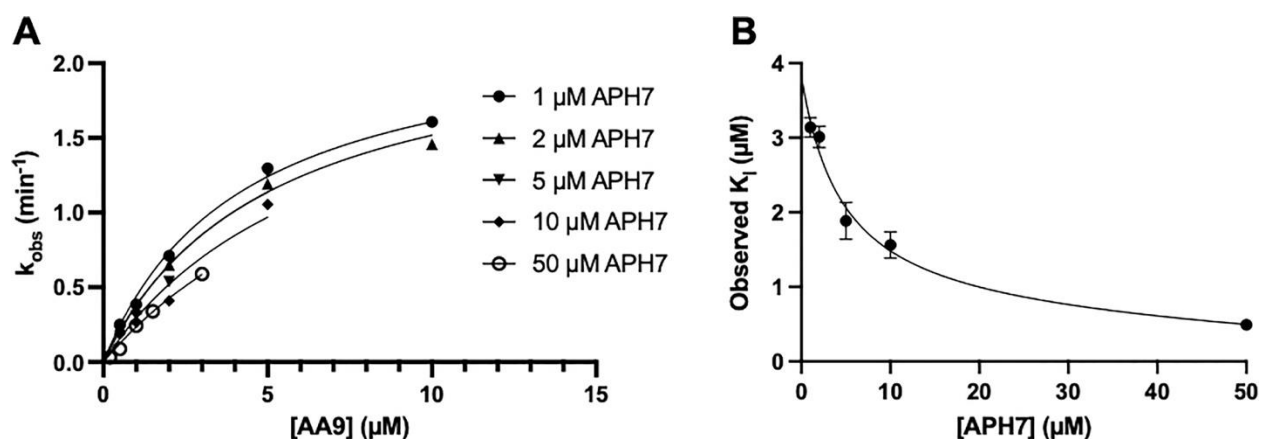 A
2.0
1.5
1.0
0.5
0.0
k_obs (min⁻¹)
0 5 10 15
[AA9] (µM)
1 µM APH7
2 µM APH7
5 µM APH7
10 µM APH7
50 µM APH7
B
4
3
2
1
0
Observed K_I (µM)
0 10 20 30 40 50
[APH7] (µM)